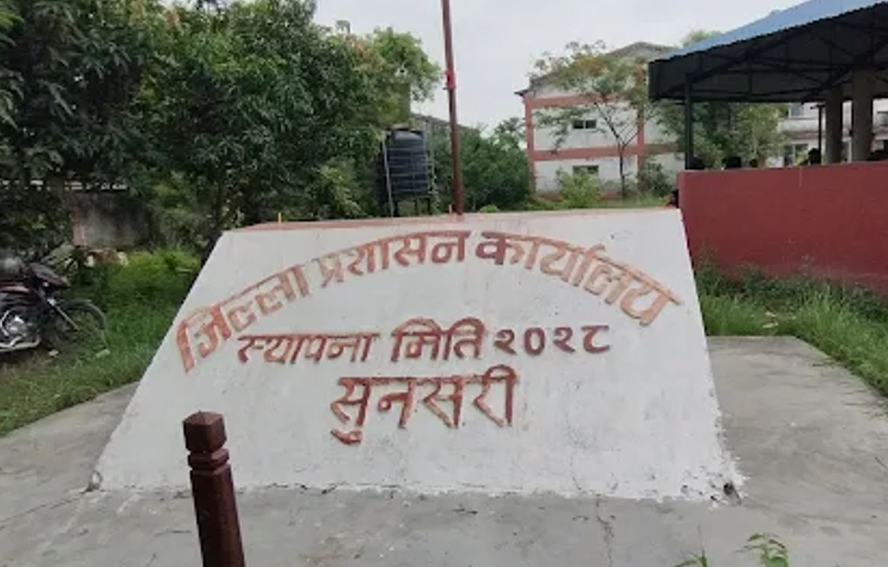 जिल्ला प्रशासन कार्यालय
स्थापना मिति २०२८
सुनसरी